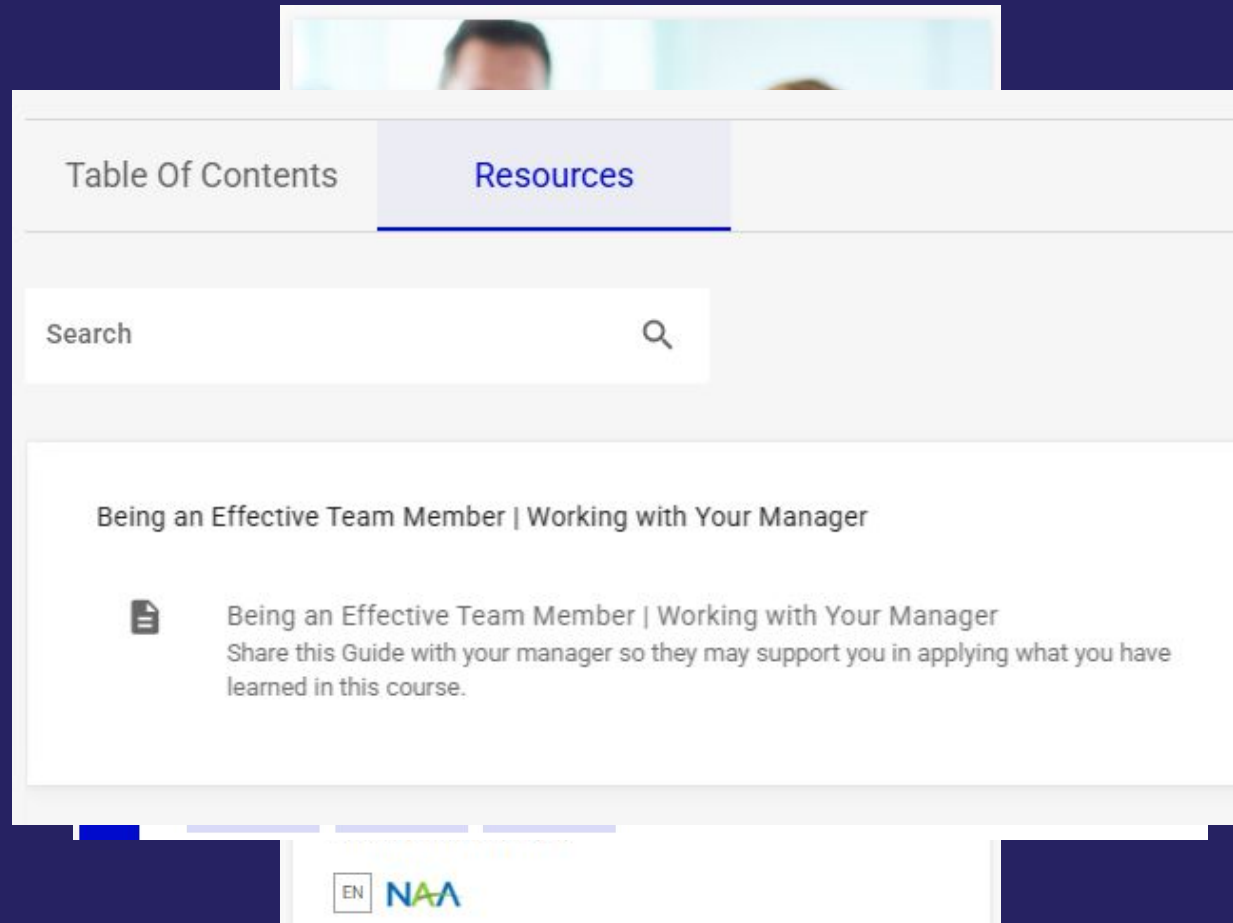 Table Of Contents
Resources
Search
Being an Effective Team Member | Working with Your Manager
Being an Effective Team Member | Working with Your Manager
Share this Guide with your manager so they may support you in applying what you have
learned in this course.
EN
NAA